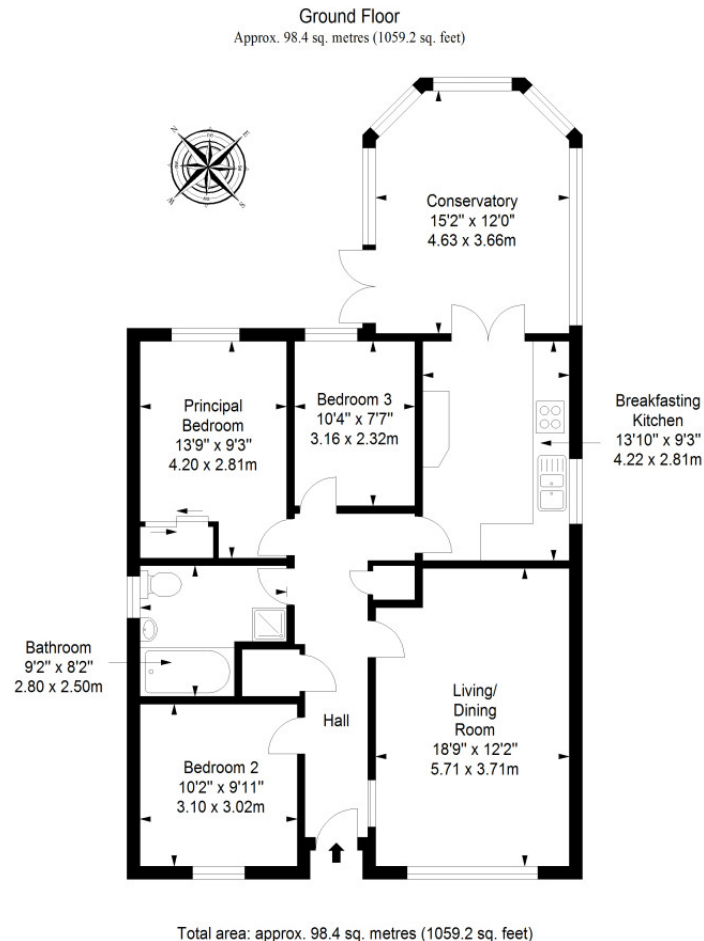 Ground Floor
Approx. 98.4 sq. metres (1059.2 sq. feet)
N
E
W
S
Conservatory
15'2" x 12'0"
4.63 x 3.66m
Principal
Bedroom
13'9" x 9'3"
4.20 x 2.81m
Bedroom 3
10'4" x 7'7"
3.16 x 2.32m
Breakfasting
Kitchen
13'10" x 9'3"
4.22 x 2.81m
Bathroom
9'2" x 8'2"
2.80 x 2.50m
Living/
Dining
Room
18'9" x 12'2"
5.71 x 3.71m
Hall
Bedroom 2
10'2" x 9'11"
3.10 x 3.02m
Total area: approx. 98.4 sq. metres (1059.2 sq. feet)